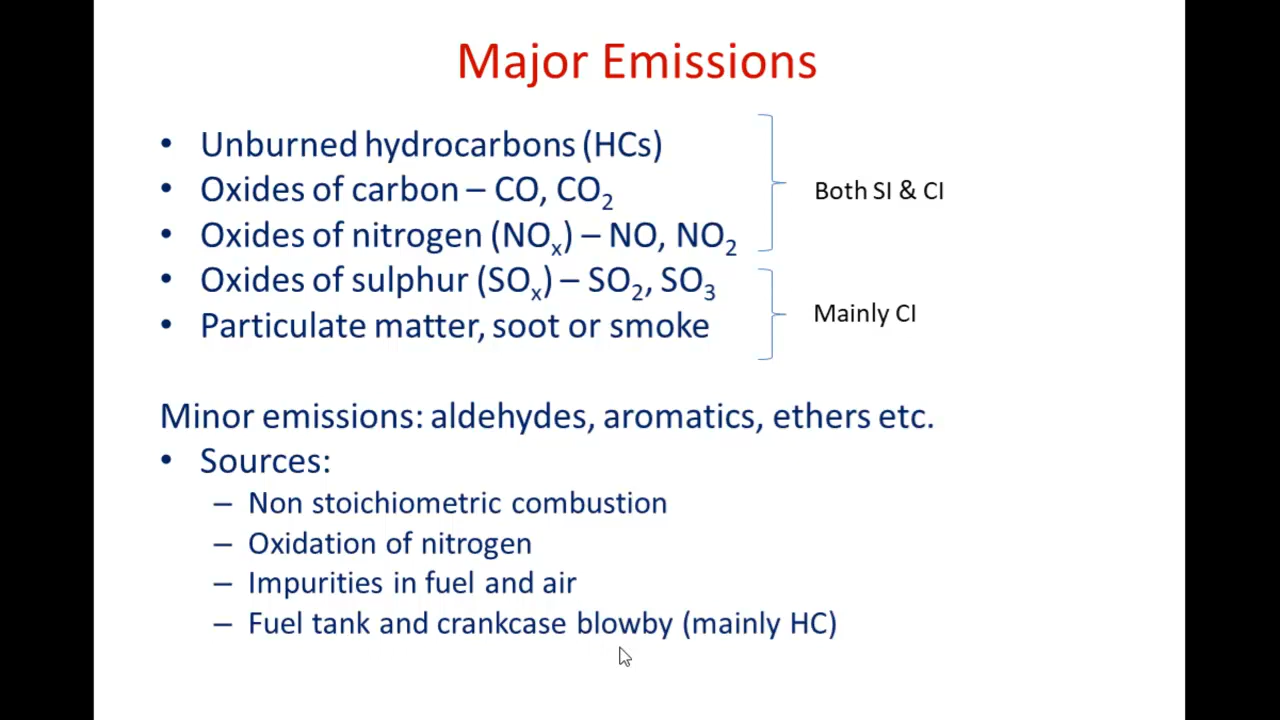 Major Emissions
• Unburned hydrocarbons (HCs)
• Oxides of carbon – CO, CO₂
Both SI & CI
• Oxides of nitrogen (NOₓ) – NO, NO₂
• Oxides of sulphur (SOₓ) – SO₂, SO₃
Mainly CI
• Particulate matter, soot or smoke
Minor emissions: aldehydes, aromatics, ethers etc.
• Sources:
– Non stoichiometric combustion
– Oxidation of nitrogen
– Impurities in fuel and air
– Fuel tank and crankcase blowby (mainly HC)